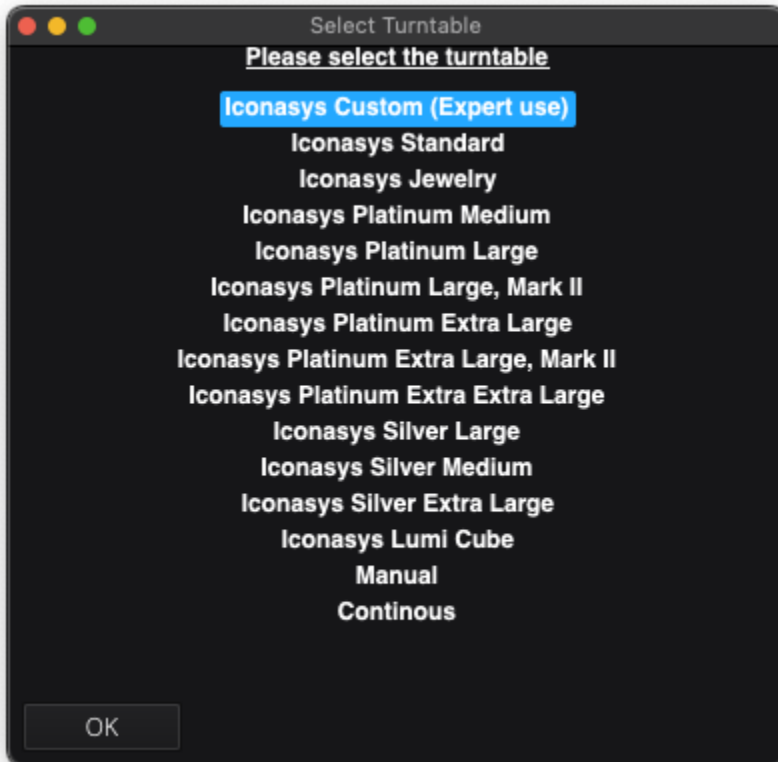 Select Turntable
Please select the turntable
Iconasys Custom (Expert use)
Iconasys Standard
Iconasys Jewelry
Iconasys Platinum Medium
Iconasys Platinum Large
Iconasys Platinum Large, Mark II
Iconasys Platinum Extra Large
Iconasys Platinum Extra Large, Mark II
Iconasys Platinum Extra Extra Large
Iconasys Silver Large
Iconasys Silver Medium
Iconasys Silver Extra Large
Iconasys Lumi Cube
Manual
Continous
OK